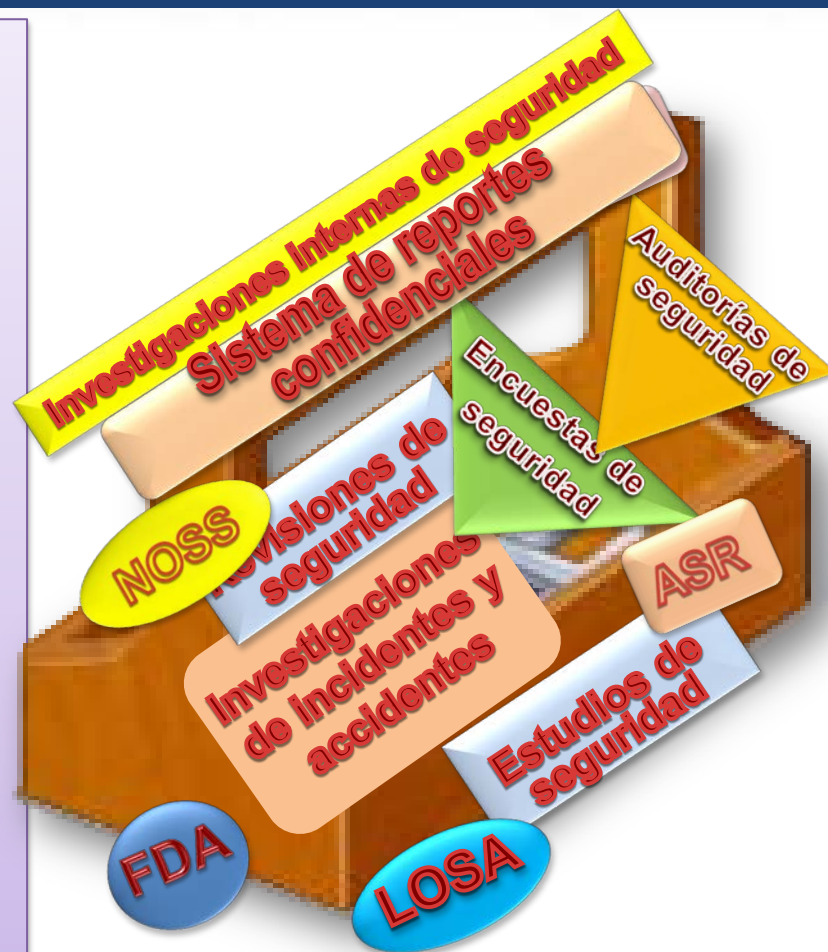 Investigaciones Internas de seguridad
Sistema de reportes
confidenciales
Auditorías de
seguridad
Encuestas de
seguridad
Revisiones de
seguridad
NOSS
ASR
Investigaciones
de incidentes y
accidentes
Estudios de
seguridad
FDA
LOSA